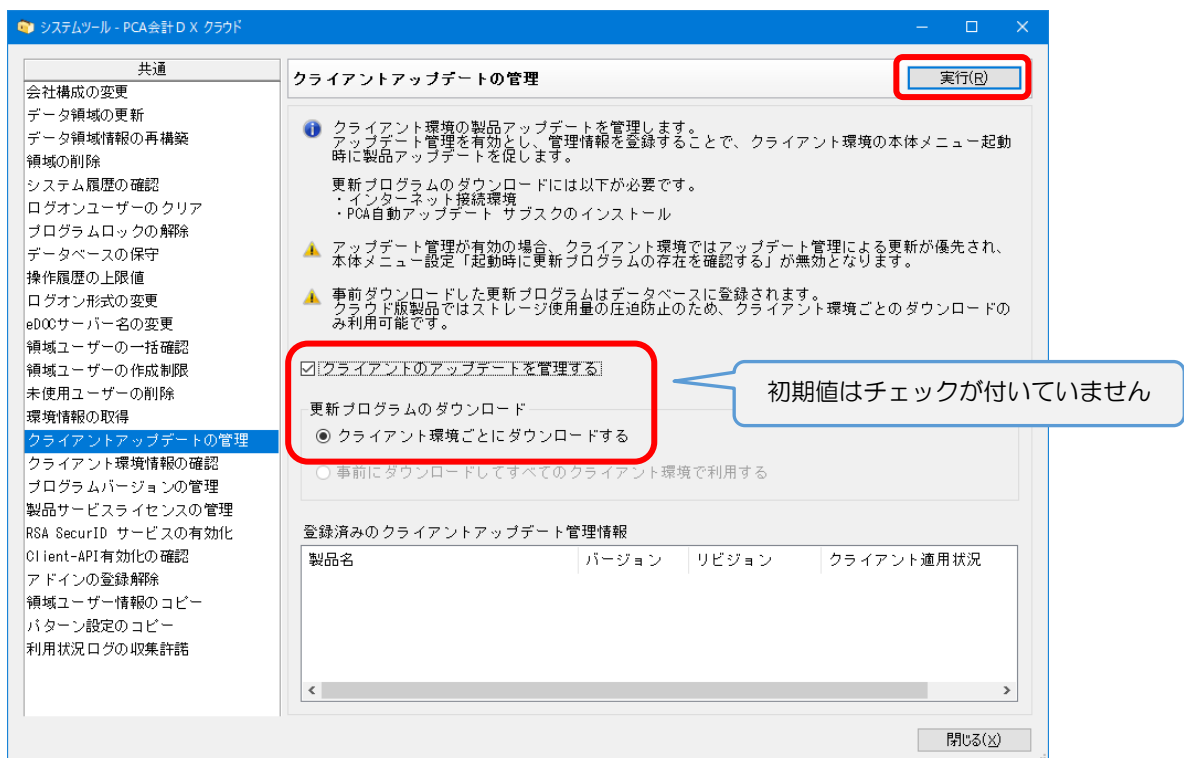 システムツール - PCA会計ＤＸ クラウド
共通
会社構成の変更
データ領域の更新
データ領域情報の再構築
領域の削除
システム履歴の確認
ログオンユーザーのクリア
プログラムロックの解除
データベースの保守
操作履歴の上限値
ログオン形式の変更
eDOCサーバー名の変更
領域ユーザーの一括確認
領域ユーザーの作成制限
未使用ユーザーの削除
環境情報の取得
クライアントアップデートの管理
クライアント環境情報の確認
プログラムバージョンの管理
製品サービスライセンスの管理
RSA SecurID サービスの有効化
Client-API有効化の確認
アドインの登録解除
領域ユーザー情報のコピー
パターン設定のコピー
利用状況ログの収集許諾
クライアントアップデートの管理
実行(R)
クライアント環境の製品アップデートを管理します。
アップデート管理を有効とし、管理情報を登録することで、クライアント環境の本体メニュー起動
時に製品アップデートを促します。
更新プログラムのダウンロードには以下が必要です。
・インターネット接続環境
・PCA自動アップデート サブスクのインストール
アップデート管理が有効の場合、クライアント環境ではアップデート管理による更新が優先され、
本体メニュー設定「起動時に更新プログラムの存在を確認する」が無効となります。
事前ダウンロードした更新プログラムはデータベースに登録されます。
クラウド版製品ではストレージ使用量の圧迫防止のため、クライアント環境ごとのダウンロードの
み利用可能です。
クライアントのアップデートを管理する
初期値はチェックが付いていません
更新プログラムのダウンロード
クライアント環境ごとにダウンロードする
事前にダウンロードしてすべてのクライアント環境で利用する
登録済みのクライアントアップデート管理情報
製品名 バージョン リビジョン クライアント適用状況
閉じる(X)